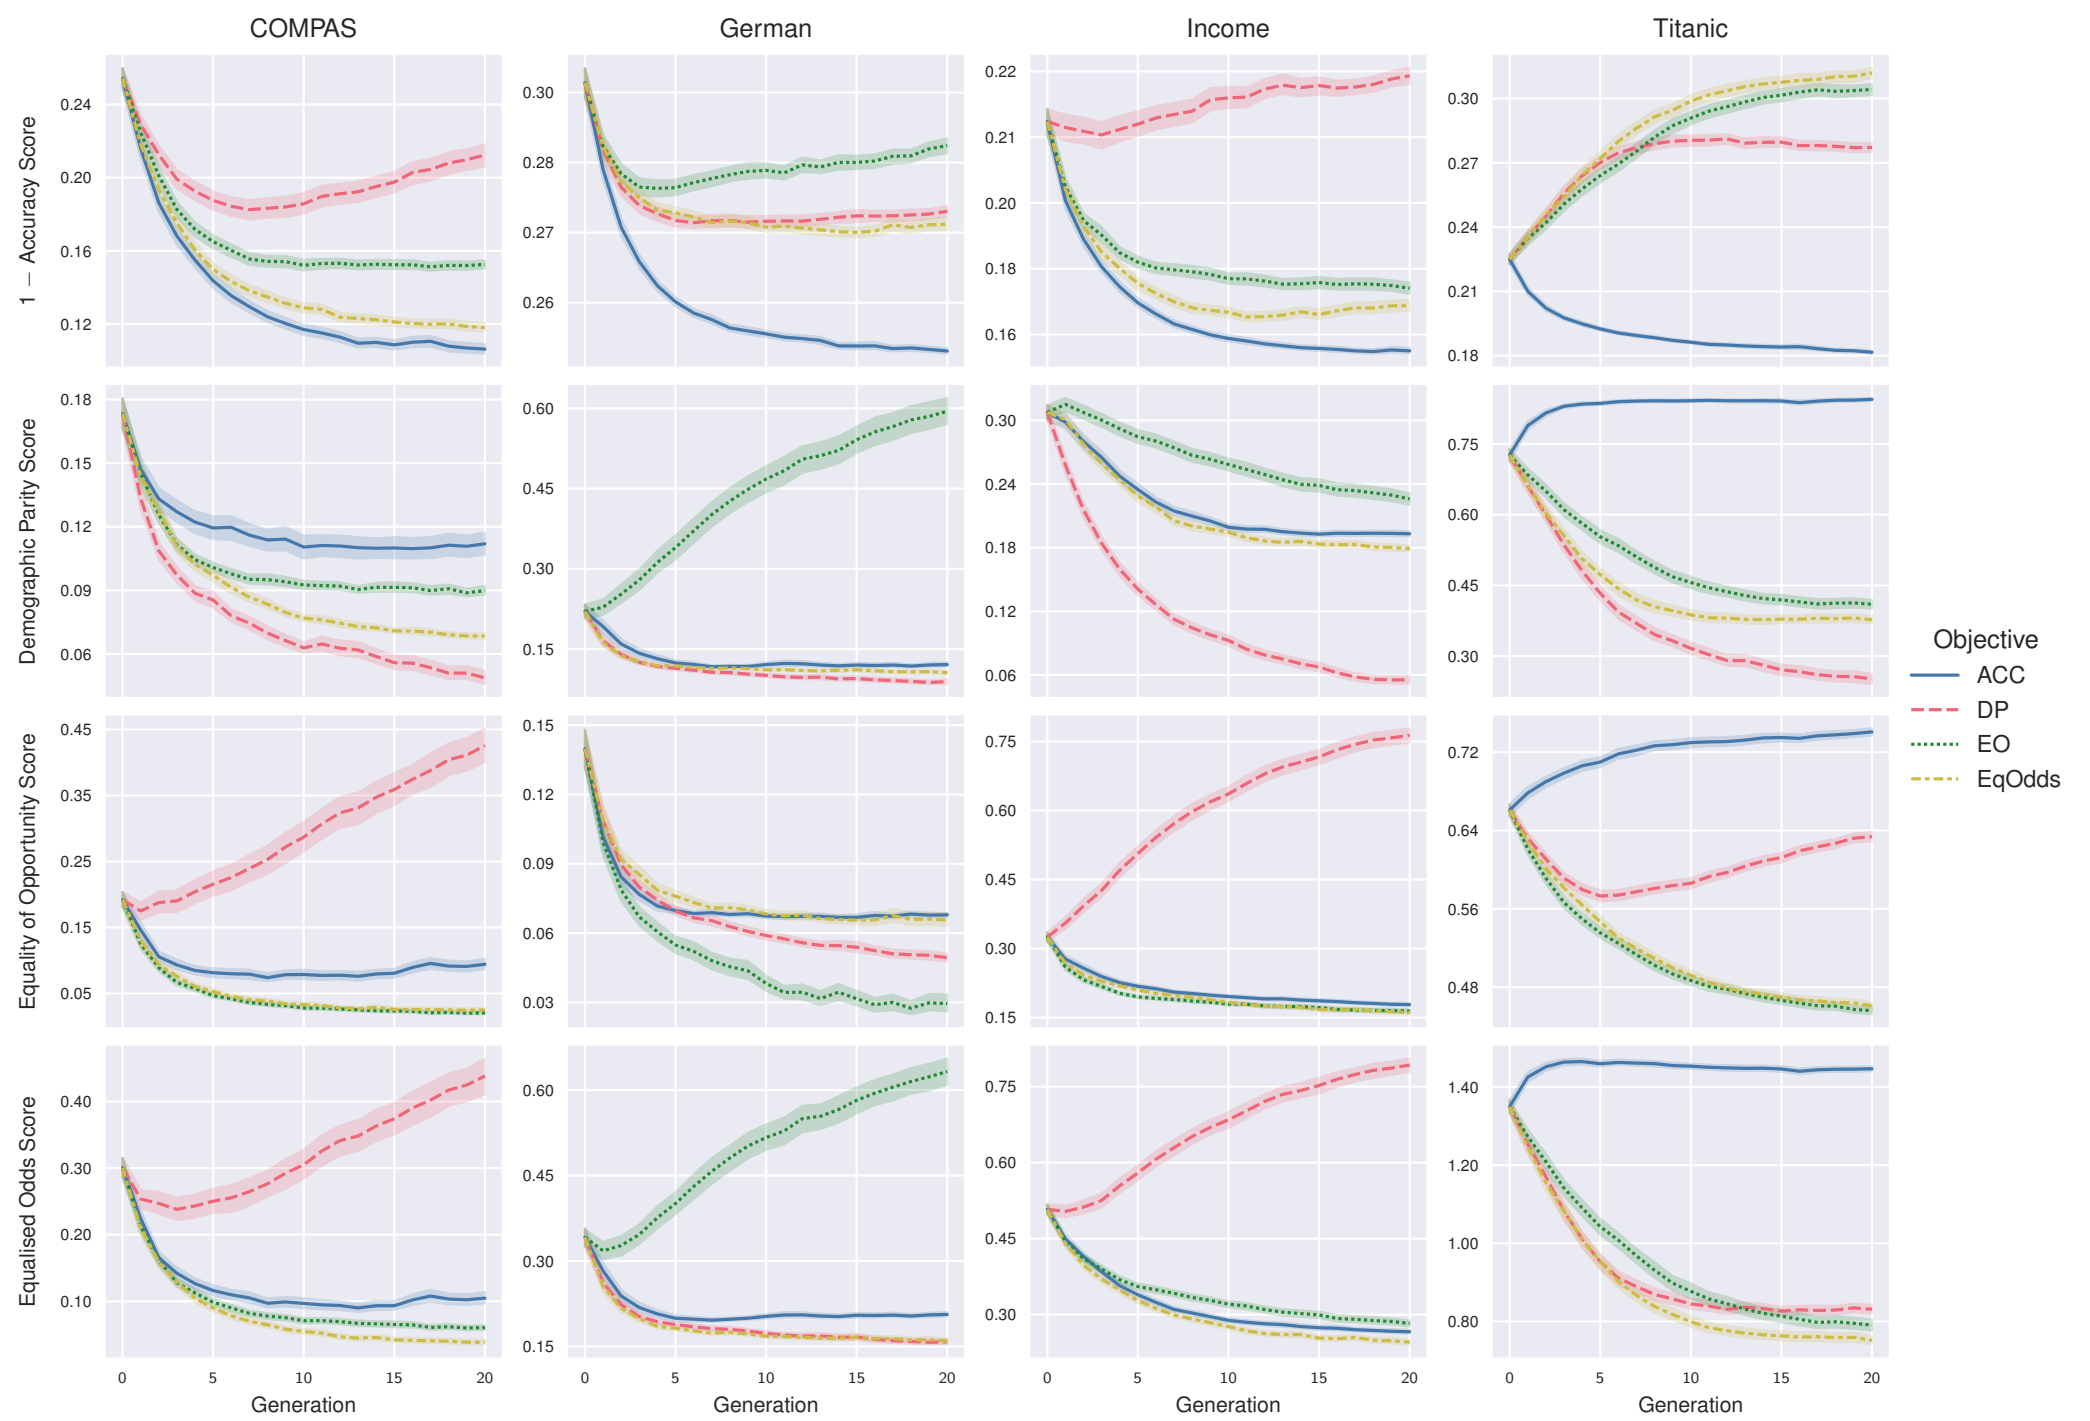 COMPAS German Income Titanic
1 − Accuracy Score
0.24 0.20 0.16 0.12
0.30 0.28 0.27 0.26
0.22 0.21 0.20 0.18 0.16
0.30 0.27 0.24 0.21 0.18
Demographic Parity Score
0.18 0.15 0.12 0.09 0.06
0.60 0.45 0.30 0.15
0.30 0.24 0.18 0.12 0.06
0.75 0.60 0.45 0.30
Objective
ACC
DP
EO
EqOdds
Equality of Opportunity Score
0.45 0.35 0.25 0.15 0.05
0.15 0.12 0.09 0.06 0.03
0.75 0.60 0.45 0.30 0.15
0.72 0.64 0.56 0.48
Equalised Odds Score
0.40 0.30 0.20 0.10
0.60 0.45 0.30 0.15
0.75 0.60 0.45 0.30
1.40 1.20 1.00 0.80
0 5 10 15 20 0 5 10 15 20 0 5 10 15 20 0 5 10 15 20
Generation Generation Generation Generation